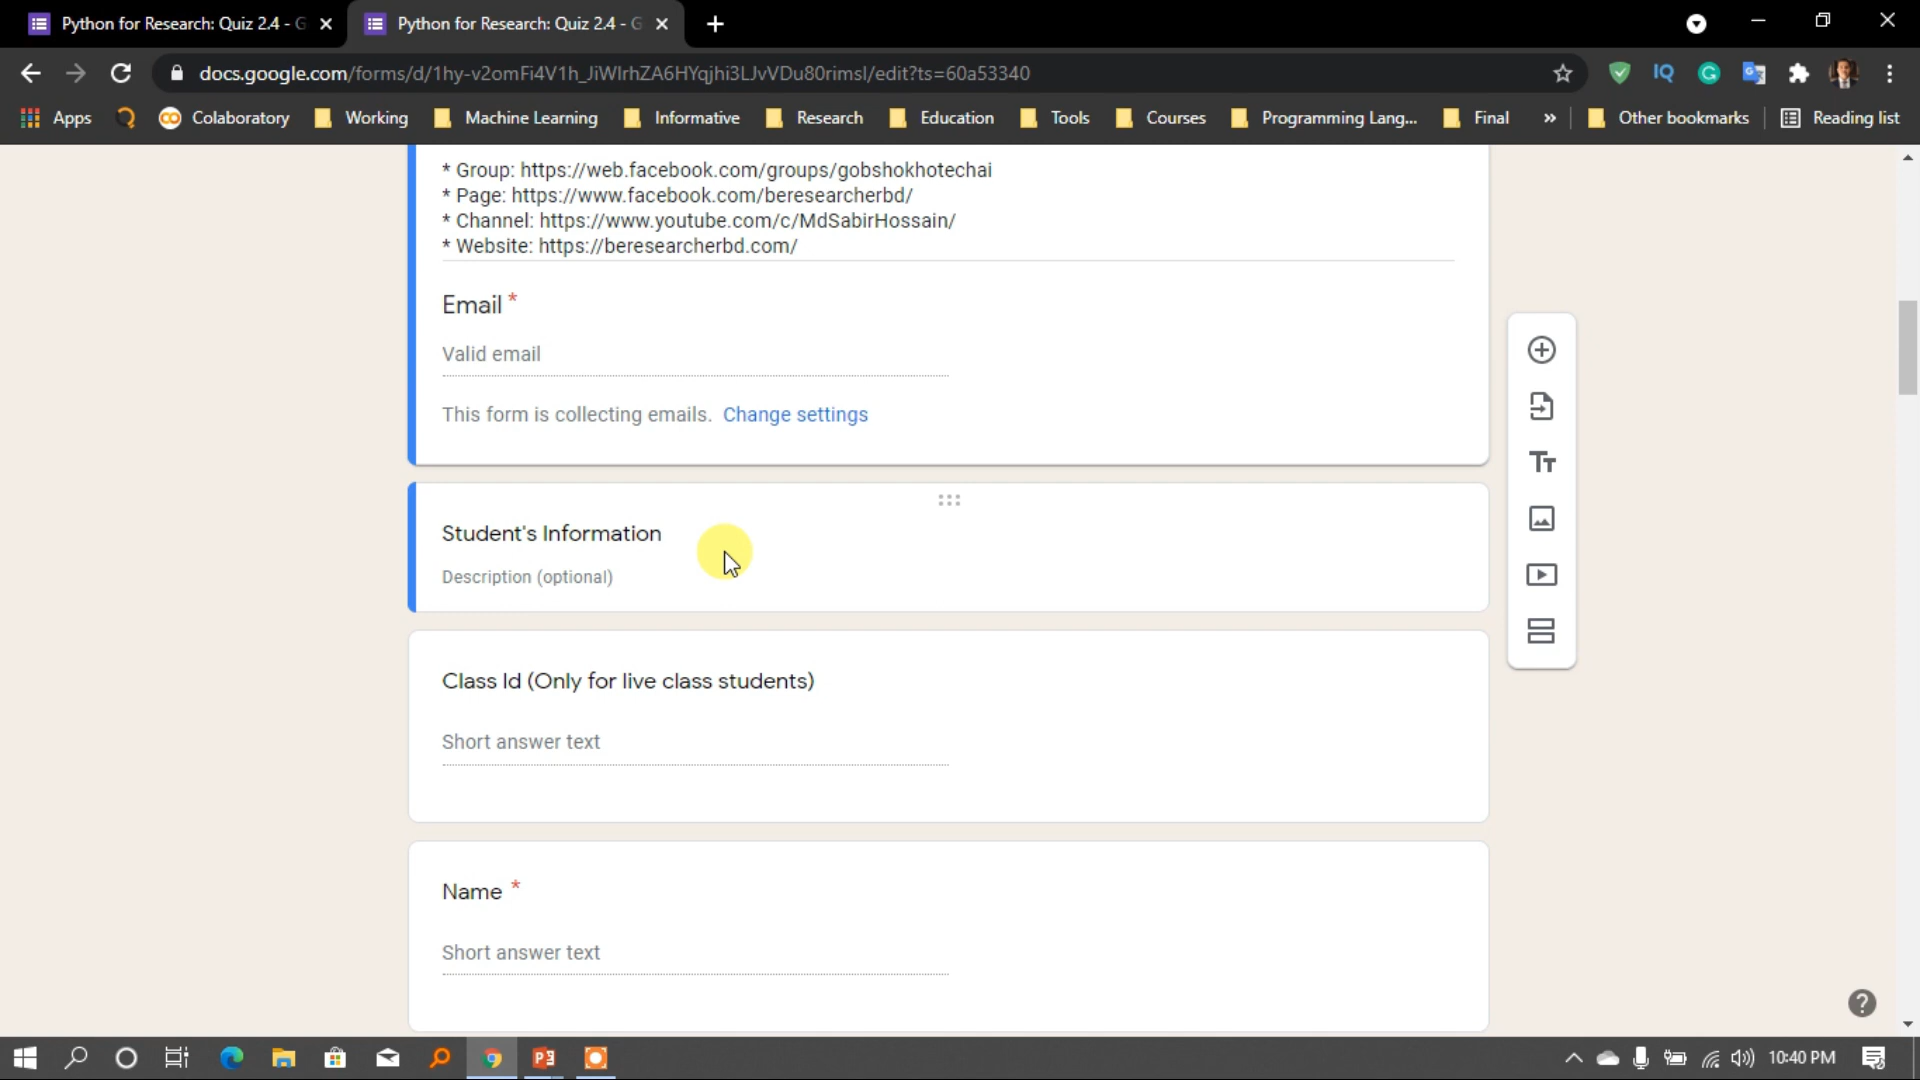 Python for Research: Quiz 2.4 - G
Python for Research: Quiz 2.4 - G
docs.google.com/forms/d/1hy-v2omFi4V1h_JiWlrhZA6HYqjhi3LJvVDu80rimsI/edit?ts=60a53340
IQ
Apps
Colaboratory
Working
Machine Learning
Informative
Research
Education
Tools
Courses
Programming Lang...
Final
»
Other bookmarks
Reading list
* Group: https://web.facebook.com/groups/gobshokhotechai
* Page: https://www.facebook.com/beresearcherbd/
* Channel: https://www.youtube.com/c/MdSabirHossain/
* Website: https://beresearcherbd.com/
Email *
Valid email
This form is collecting emails. Change settings
Student's Information
Description (optional)
Class Id (Only for live class students)
Short answer text
Name *
Short answer text
10:40 PM